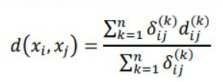 $d(x_i, x_j) = \frac{\sum_{k=1}^{n} \delta_{ij}^{(k)} d_{ij}^{(k)}}{\sum_{k=1}^{n} \delta_{ij}^{(k)}}$